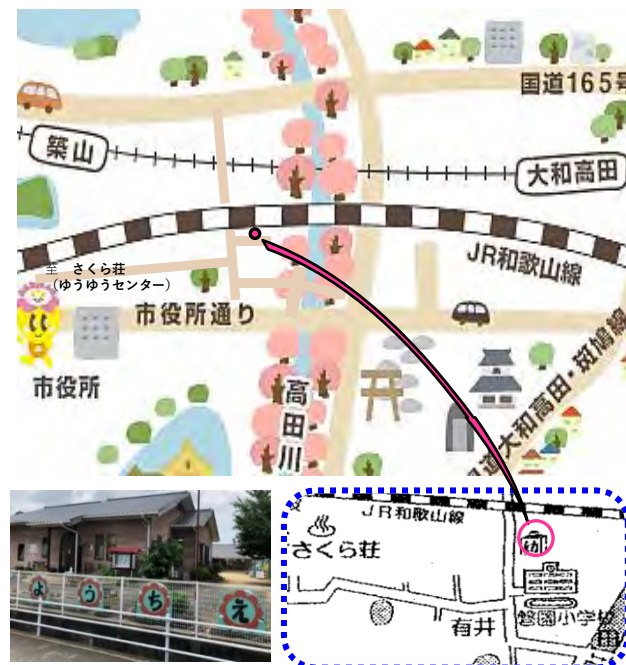 国道165号
築山
大和高田
JR和歌山線
至 さくら荘
(ゆうゆうセンター)
市役所通り
市役所
高田川
国道大和高田・斑鳩線
JR和歌山線
さくら荘
幼
磐園小学校
有井
ようちえ